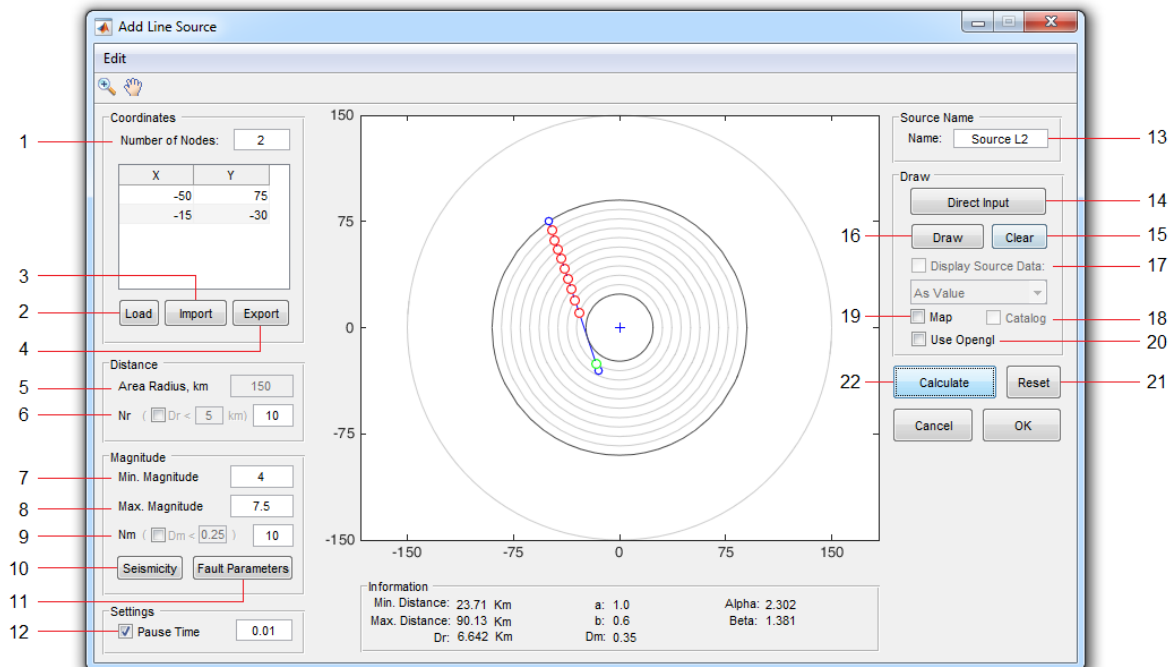 Add Line Source
Edit
Coordinates
1
Number of Nodes: 2
X Y
-50 75
-15 -30
3
2
Load Import Export
4
Distance
5
Area Radius, km 150
6
Nr ( Dr < 5 km) 10
Magnitude
7
Min. Magnitude 4
8
Max. Magnitude 7.5
9
Nm ( Dm < 0.25 ) 10
10
Seismicity Fault Parameters
11
Settings
12
Pause Time 0.01
150
75
0
-75
-150
-150 -75 0 75 150
Information
Min. Distance: 23.71 Km a: 1.0 Alpha: 2.302
Max. Distance: 90.13 Km b: 0.6 Beta: 1.381
Dr: 6.642 Km Dm: 0.35
Source Name
Name: Source L2
13
Draw
Direct Input
14
16
Draw Clear
15
Display Source Data:
17
As Value
19
Map Catalog
18
Use Opengl
20
22
Calculate Reset
21
Cancel OK